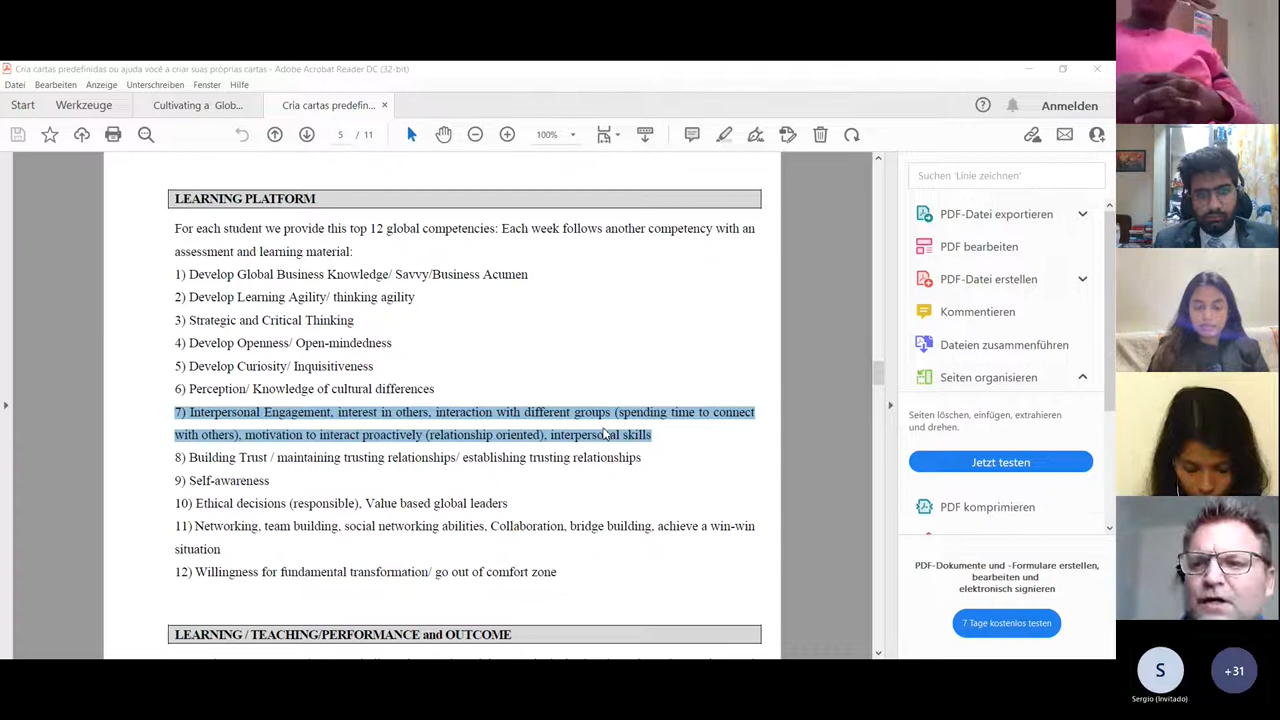 Cria cartas predefinidas ou ajuda você a criar suas próprias cartas - Adobe Acrobat Reader DC (32-bit)
Datei Bearbeiten Anzeige Unterschreiben Fenster Hilfe
Start Werkzeuge Cultivating a Glob... Cria cartas predefin... × Anmelden
5 / 11 100%
LEARNING PLATFORM
For each student we provide this top 12 global competencies: Each week follows another competency with an
assessment and learning material:
1) Develop Global Business Knowledge/ Savvy/Business Acumen
2) Develop Learning Agility/ thinking agility
3) Strategic and Critical Thinking
4) Develop Openness/ Open-mindedness
5) Develop Curiosity/ Inquisitiveness
6) Perception/ Knowledge of cultural differences
7) Interpersonal Engagement, interest in others, interaction with different groups (spending time to connect
with others), motivation to interact proactively (relationship oriented), interpersonal skills
8) Building Trust / maintaining trusting relationships/ establishing trusting relationships
9) Self-awareness
10) Ethical decisions (responsible), Value based global leaders
11) Networking, team building, social networking abilities, Collaboration, bridge building, achieve a win-win
situation
12) Willingness for fundamental transformation/ go out of comfort zone
LEARNING / TEACHING/PERFORMANCE and OUTCOME
Suchen 'Linie zeichnen'
PDF-Datei exportieren
PDF bearbeiten
PDF-Datei erstellen
Kommentieren
Dateien zusammenführen
Seiten organisieren
Seiten löschen, einfügen, extrahieren
und drehen.
Jetzt testen
PDF komprimieren
PDF-Dokumente und -Formulare erstellen,
bearbeiten und
elektronisch signieren
7 Tage kostenlos testen
S
Sergio (Invitado)
+31